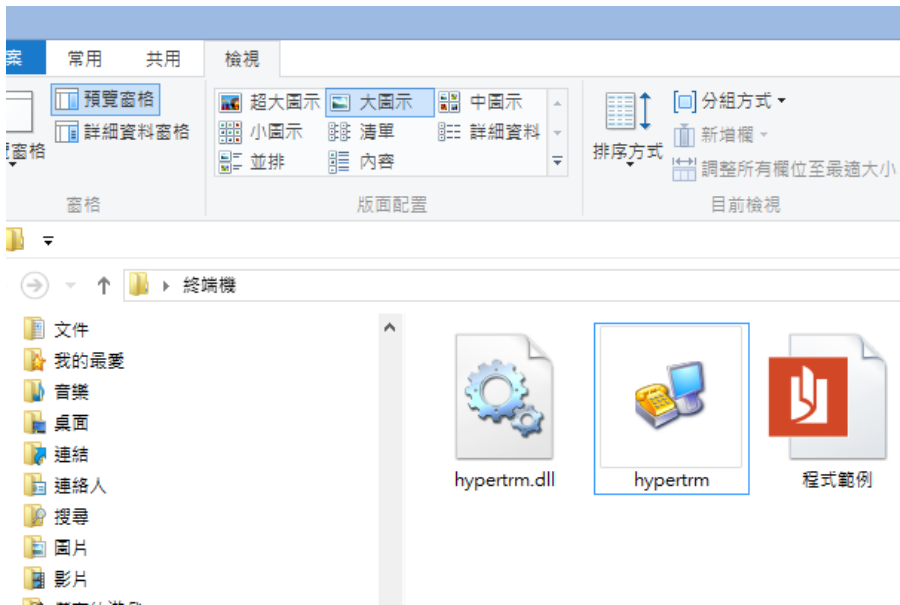 案 常用 共用 檢視
預覽窗格
詳細資料窗格
窗格
超大圖示 大圖示 中圖示
小圖示 清單 詳細資料
並排 內容
排序方式
分組方式
新增欄
調整所有欄位至最適大小
窗格 版面配置 目前檢視
終端機
文件
我的最愛
音樂
桌面
連結
連絡人
搜尋
圖片
影片
hypertrm.dll hypertrm 程式範例